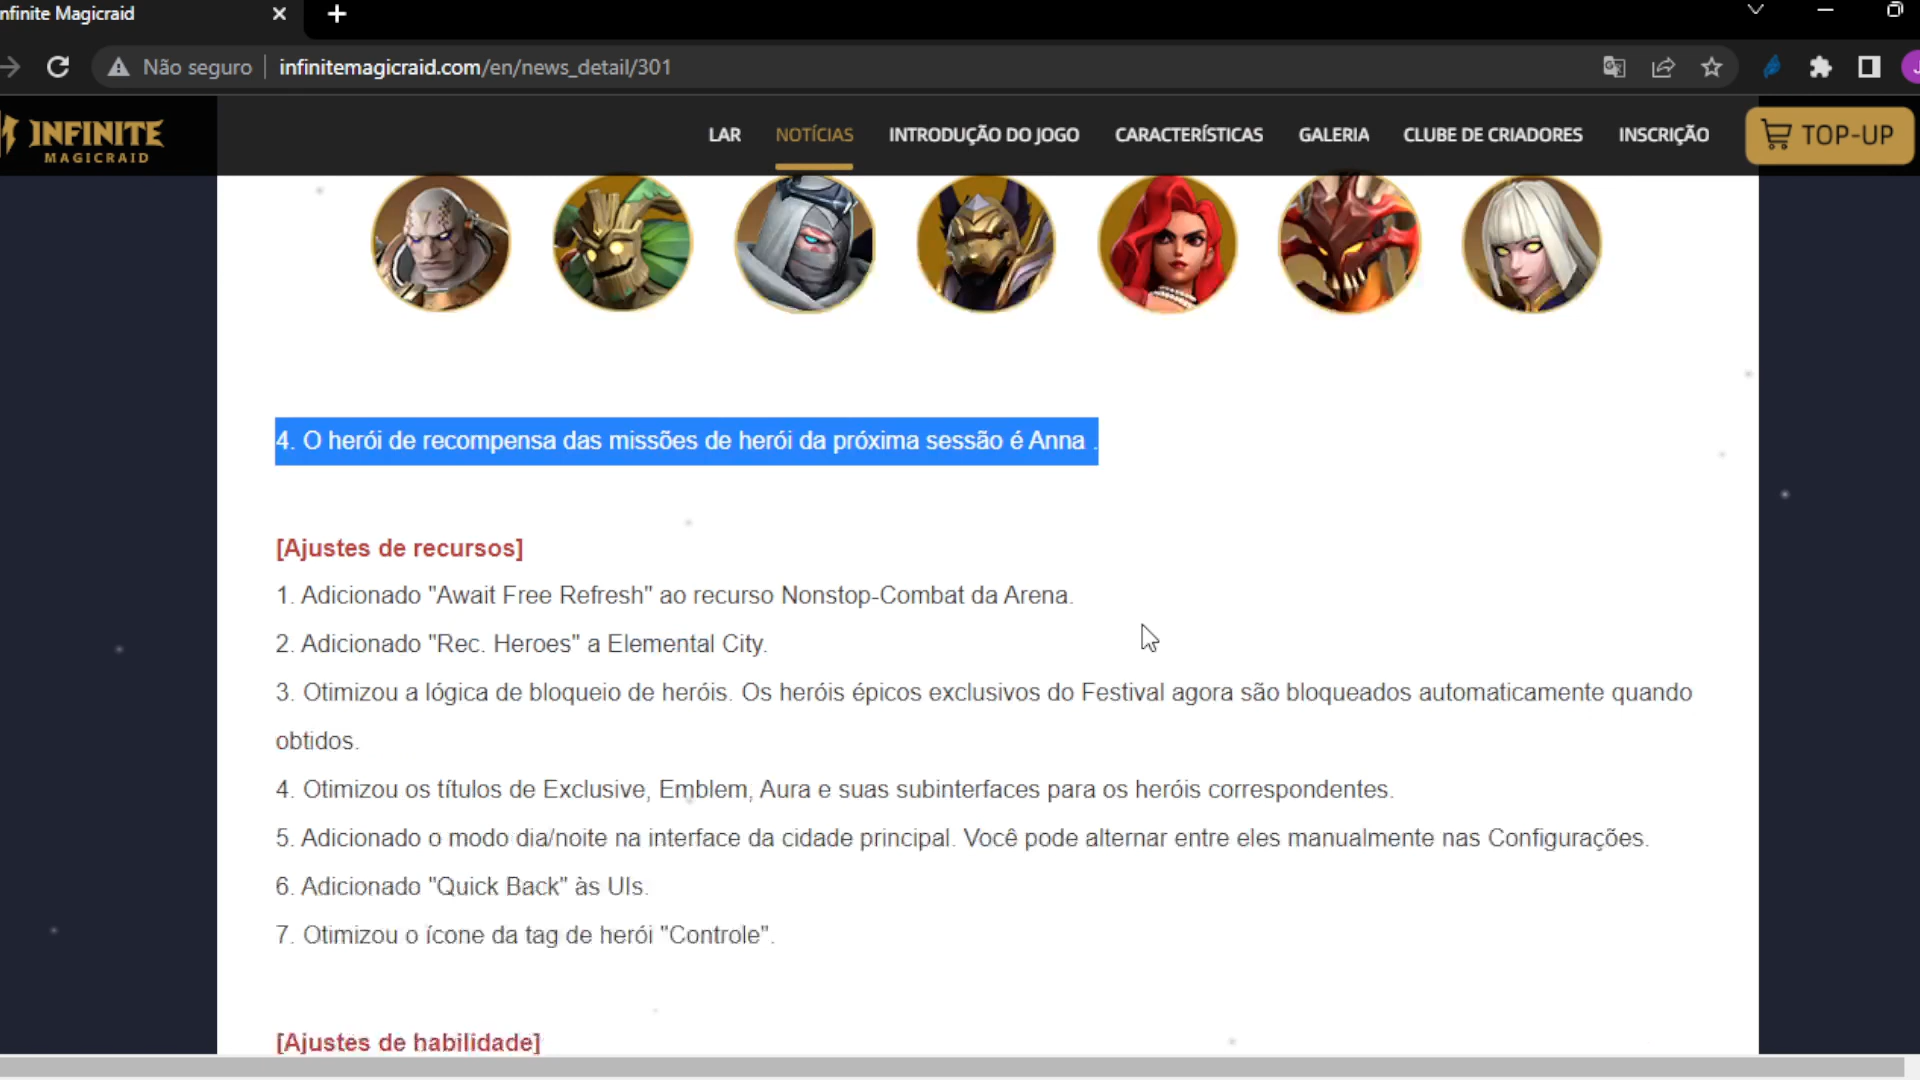 nfinite Magicraid
Não seguro infinitemagicraid.com/en/news_detail/301
INFINITE
MAGICRAID
LAR NOTÍCIAS INTRODUÇÃO DO JOGO CARACTERÍSTICAS GALERIA CLUBE DE CRIADORES INSCRIÇÃO TOP-UP
4. O herói de recompensa das missões de herói da próxima sessão é Anna .
[Ajustes de recursos]
1. Adicionado "Await Free Refresh" ao recurso Nonstop-Combat da Arena.
2. Adicionado "Rec. Heroes" a Elemental City.
3. Otimizou a lógica de bloqueio de heróis. Os heróis épicos exclusivos do Festival agora são bloqueados automaticamente quando
obtidos.
4. Otimizou os títulos de Exclusive, Emblem, Aura e suas subinterfaces para os heróis correspondentes.
5. Adicionado o modo dia/noite na interface da cidade principal. Você pode alternar entre eles manualmente nas Configurações.
6. Adicionado "Quick Back" às UIs.
7. Otimizou o ícone da tag de herói "Controle".
[Ajustes de habilidade]